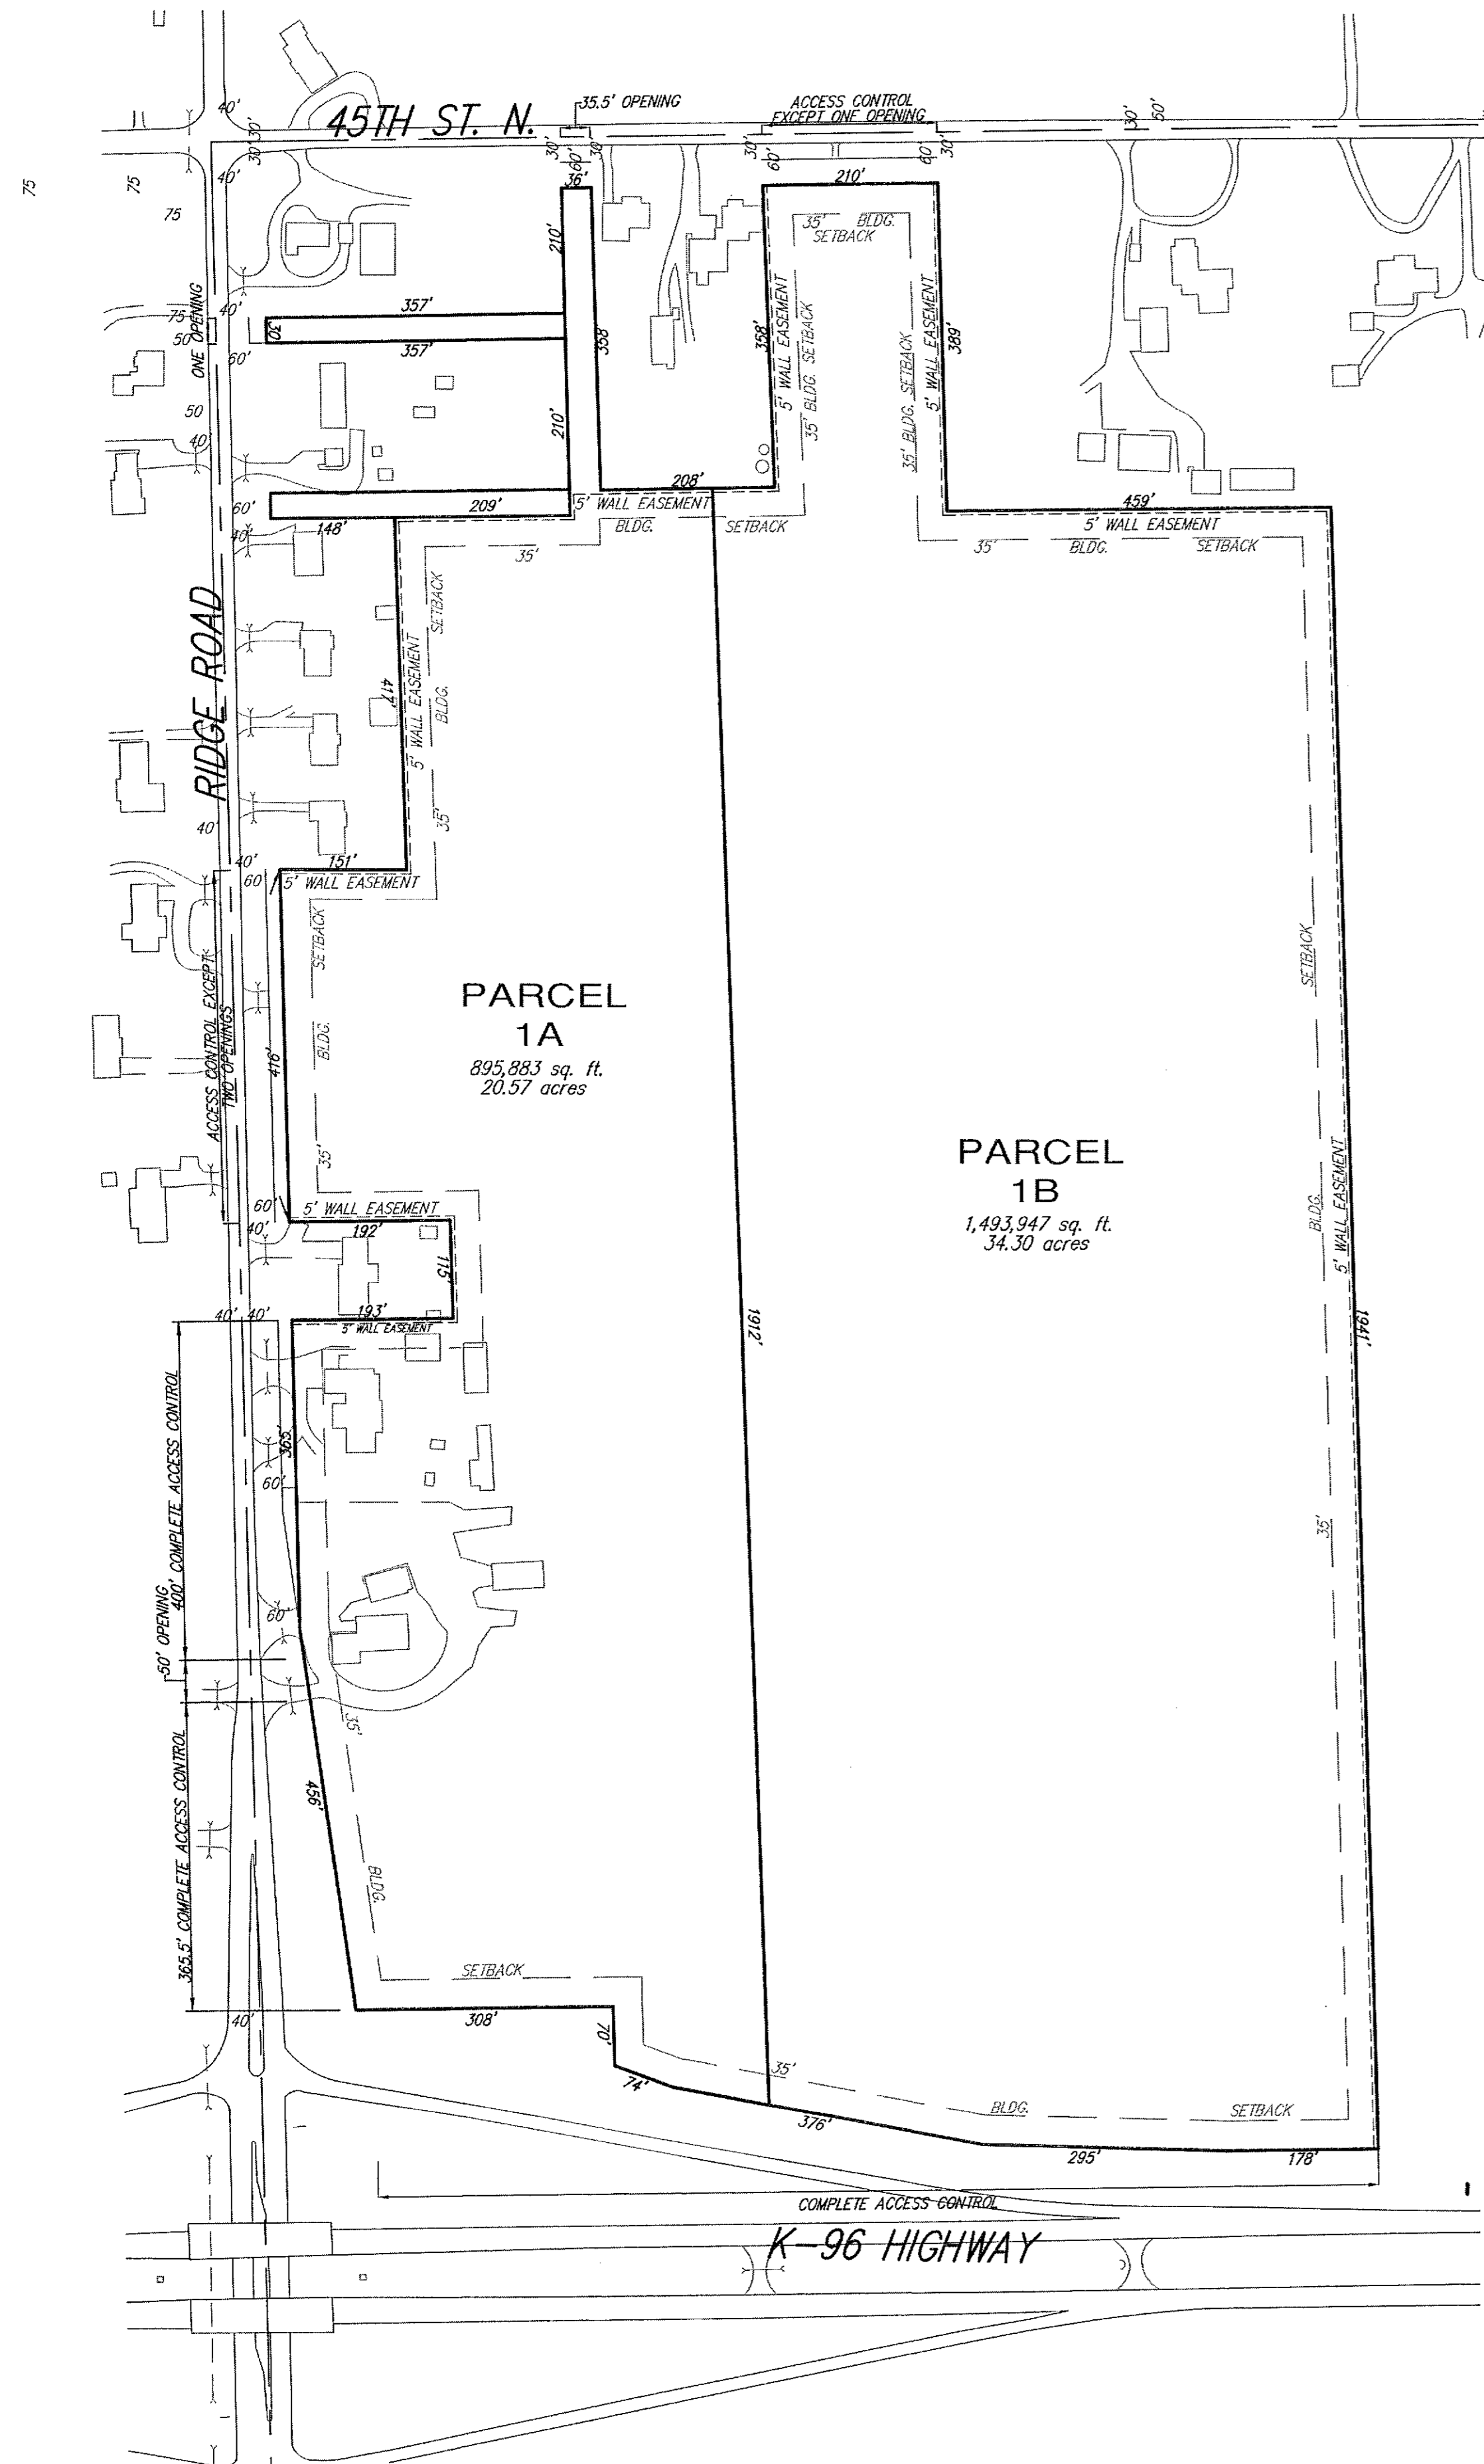 40'
45TH ST. N.
35.5' OPENING
ACCESS CONTROL
EXCEPT ONE OPENING
30'
50'
30'
30'
30'
60'
30'
30'
60'
60'
30'
40'
75
75
75
36'
210'
210'
35'
BLDG.
SETBACK
40'
75
50
ONE OPENING
60'
30'
357'
357'
358'
358'
5' WALL EASEMENT
35' BLDG. SETBACK
35' BLDG. SETBACK
5' WALL EASEMENT
389'
50
40'
210'
208'
60'
40'
148'
209'
5' WALL EASEMENT
BLDG.
SETBACK
35'
459'
5' WALL EASEMENT
35'
BLDG.
SETBACK
RIDGE ROAD
417'
5' WALL EASEMENT
SETBACK
BLDG.
35'
40'
40'
60'
151'
5' WALL EASEMENT
SETBACK
BLDG.
35'
SETBACK
ACCESS CONTROL EXCEPT
TWO OPENINGS
416'
PARCEL
1A
895,883 sq. ft.
20.57 acres
PARCEL
1B
1,493,947 sq. ft.
34.30 acres
BLDG.
5' WALL EASEMENT
60'
40'
5' WALL EASEMENT
192'
115'
40'
40'
193'
5' WALL EASEMENT
1912'
1941'
400' COMPLETE ACCESS CONTROL
365'
60'
35'
50' OPENING
60'
35'
365.5' COMPLETE ACCESS CONTROL
456'
BLDG.
SETBACK
40'
308'
70'
74'
35'
376'
BLDG.
SETBACK
295'
178'
COMPLETE ACCESS CONTROL
K-96 HIGHWAY